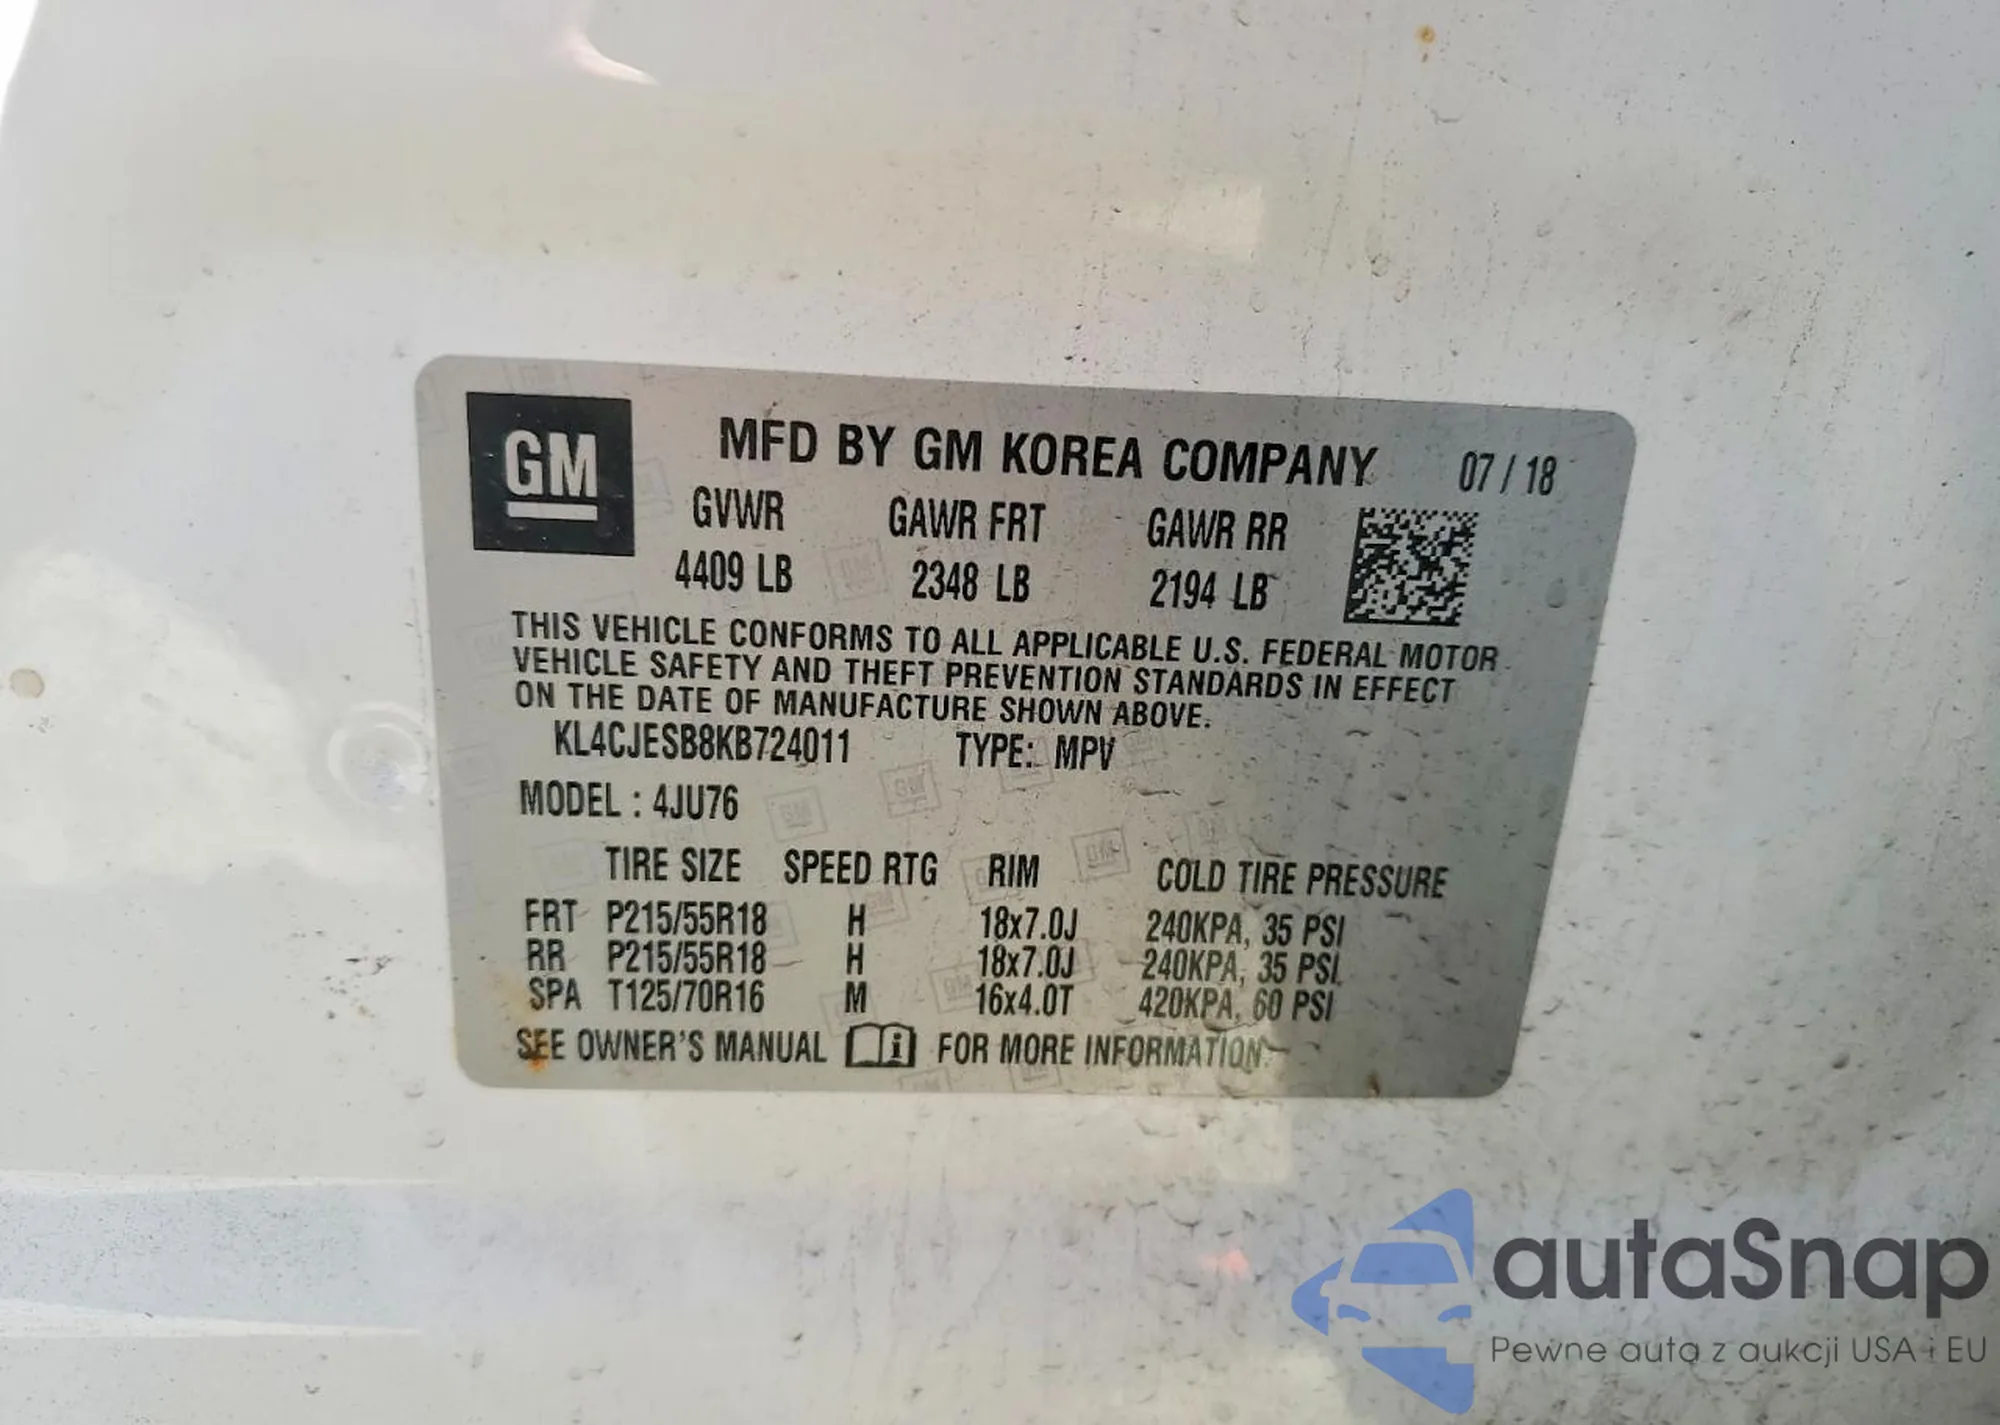 GM
MFD BY GM KOREA COMPANY 07 / 18
GVWR GAWR FRT GAWR RR
4409 LB 2348 LB 2194 LB
THIS VEHICLE CONFORMS TO ALL APPLICABLE U.S. FEDERAL MOTOR
VEHICLE SAFETY AND THEFT PREVENTION STANDARDS IN EFFECT
ON THE DATE OF MANUFACTURE SHOWN ABOVE.
KL4CJESB8KB724011 TYPE: MPV
MODEL : 4JU76
TIRE SIZE SPEED RTG RIM COLD TIRE PRESSURE
FRT P215/55R18 H 18x7.0J 240KPA, 35 PSI
RR P215/55R18 H 18x7.0J 240KPA, 35 PSI
SPA T125/70R16 M 16x4.0T 420KPA, 60 PSI
SEE OWNER'S MANUAL i FOR MORE INFORMATION
autaSnap
Pewne auta z aukcji USA i EU